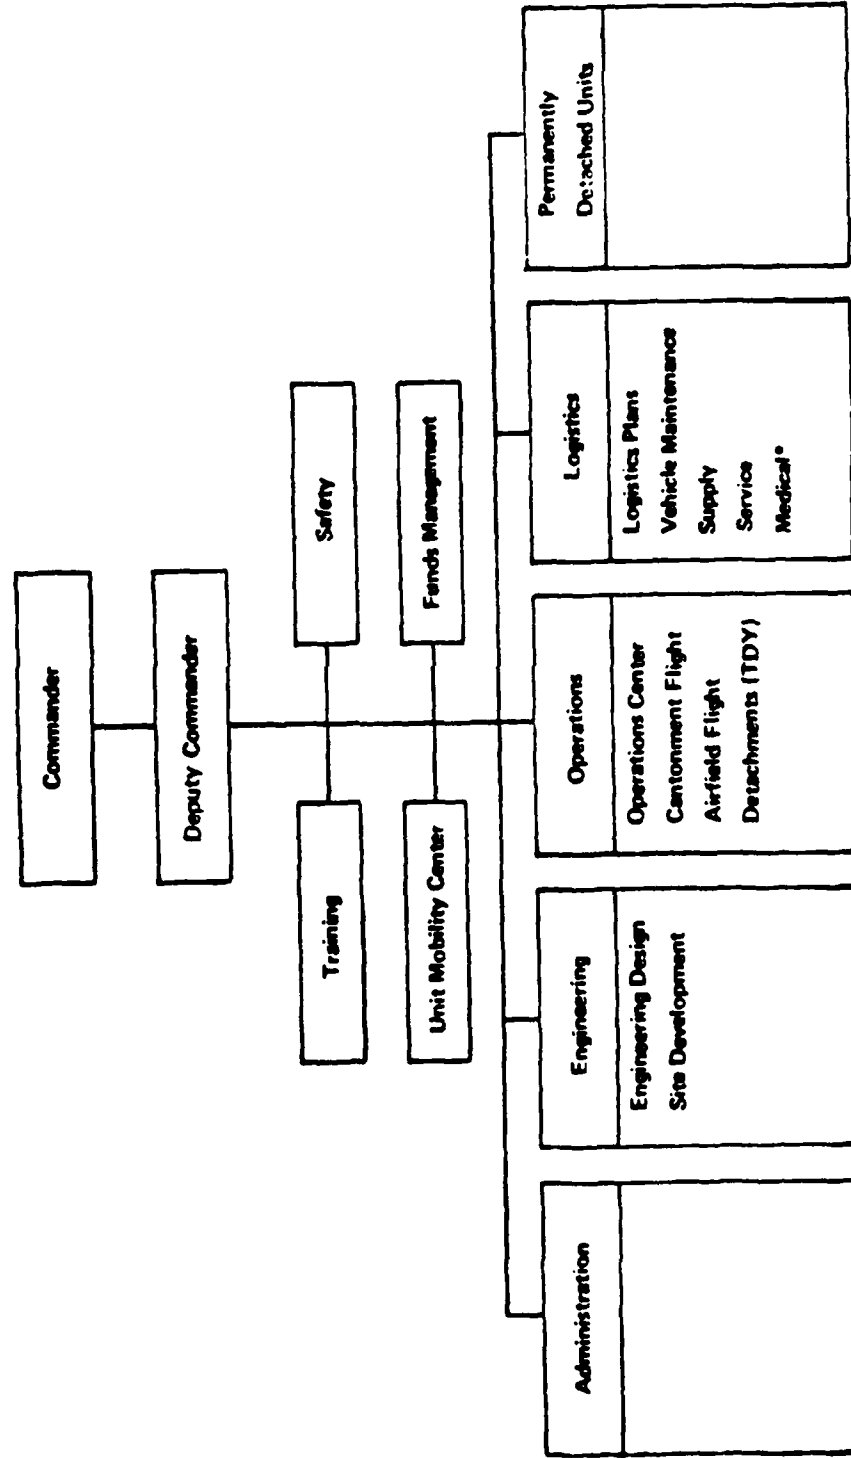 Commander
Deputy Commander
Training
Safety
Unit Mobility Center
Funds Management
Administration
Engineering
Engineering Design
Site Development
Operations
Operations Center
Cantonment Flight
Airfield Flight
Detachments (TDY)
Logistics
Logistics Plans
Vehicle Maintenance
Supply
Service
Medical*
Permanently
Detached Units